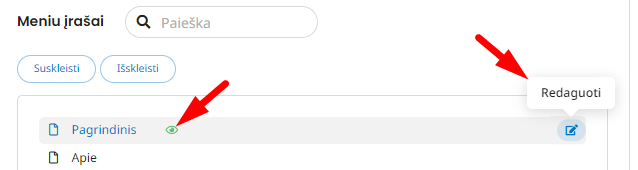 Meniu įrašai
Paieška
Suskleisti
Išskleisti
Redaguoti
Pagrindinis
Apie